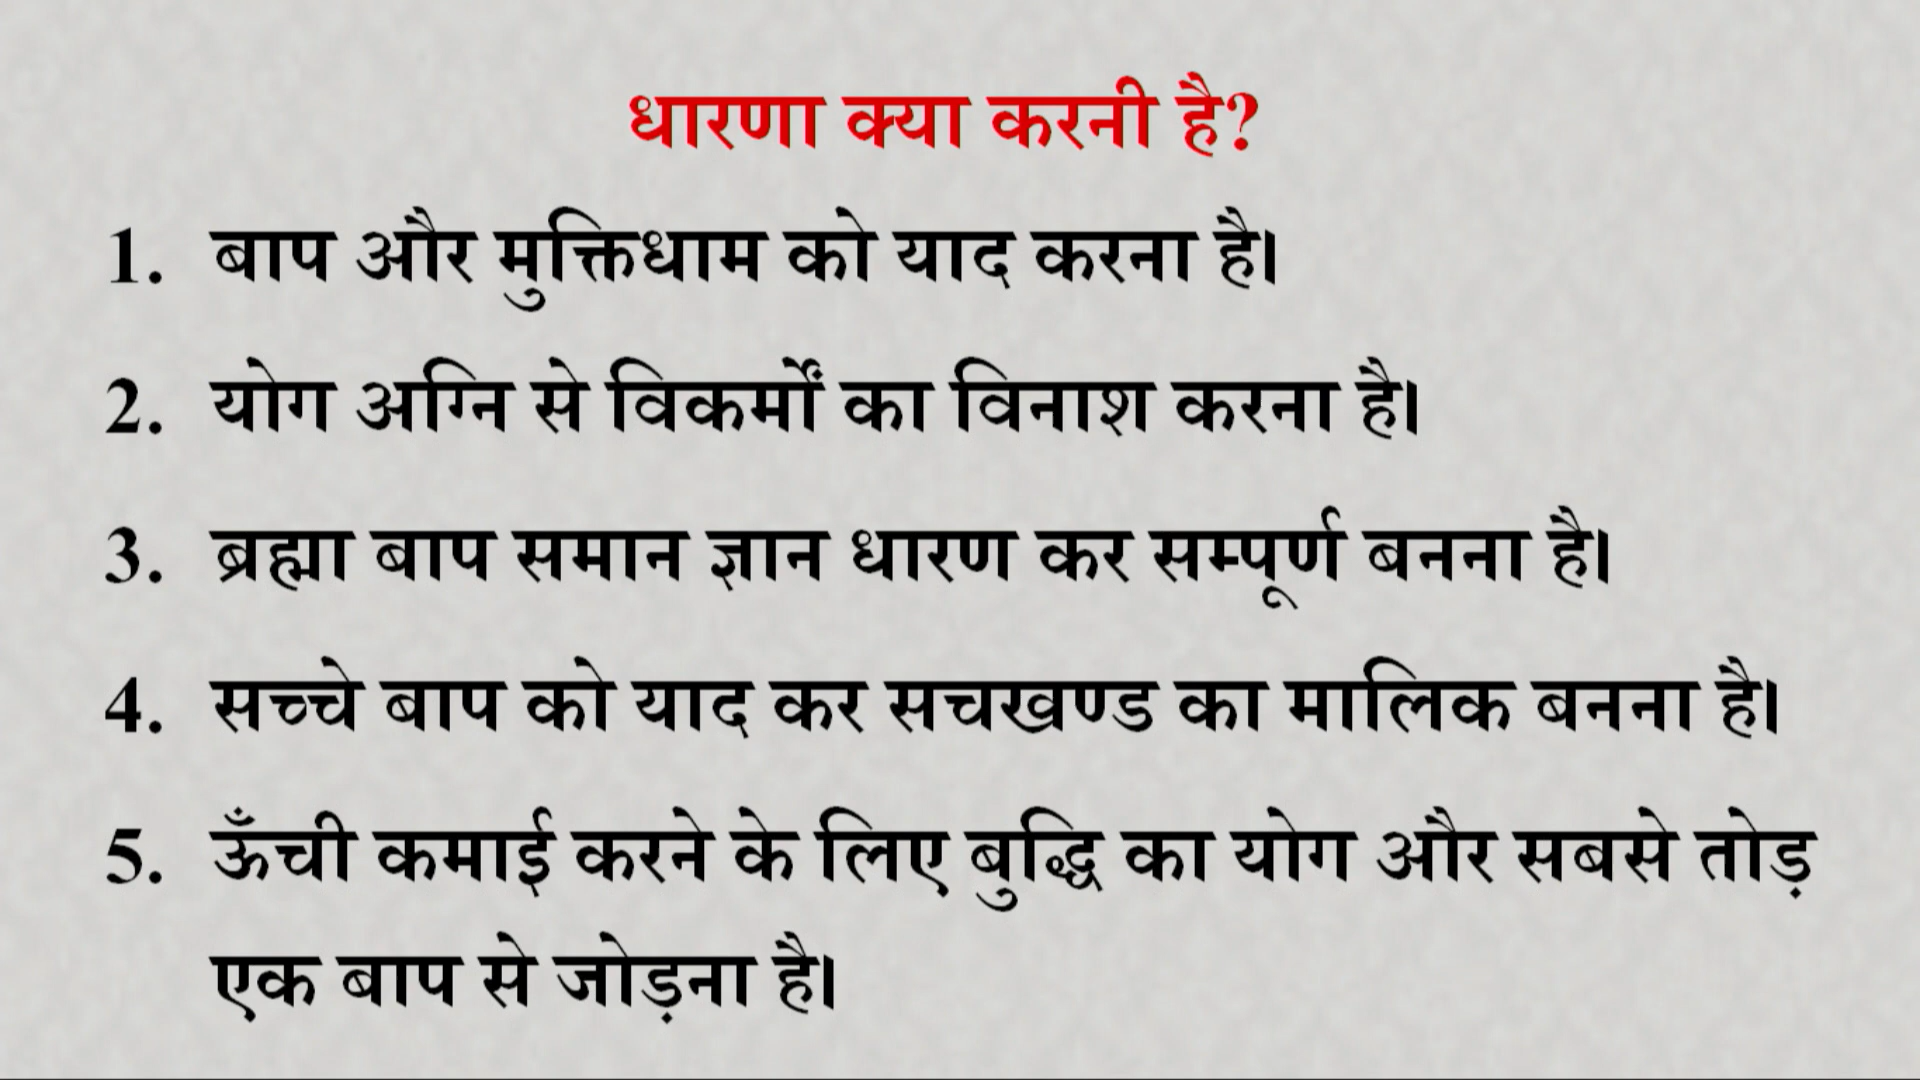 धारणा क्या करनी है?
1. बाप और मुक्तिधाम को याद करना है।
2. योग अग्नि से विकर्मों का विनाश करना है।
3. ब्रह्मा बाप समान ज्ञान धारण कर सम्पूर्ण बनना है।
4. सच्चे बाप को याद कर सचखण्ड का मालिक बनना है।
5. ऊँची कमाई करने के लिए बुद्धि का योग और सबसे तोड़
एक बाप से जोड़ना है।